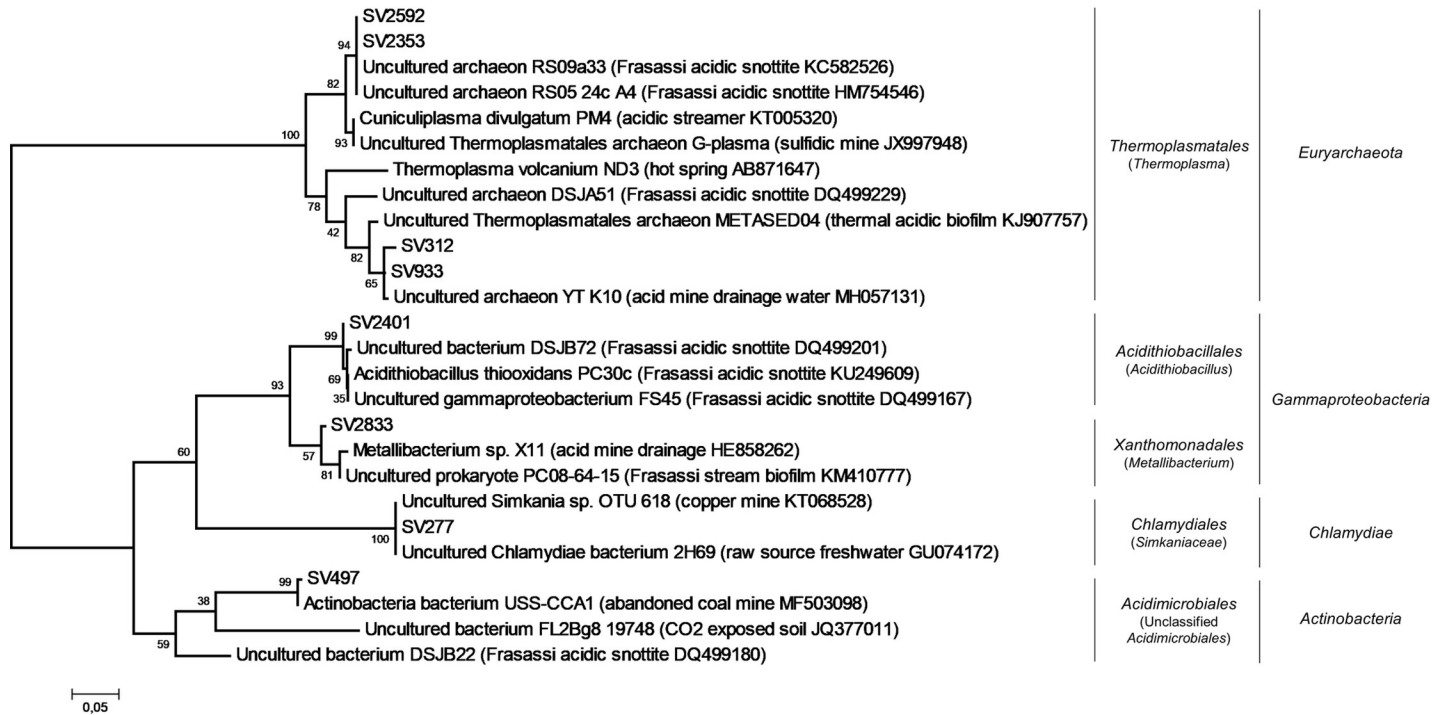 SV2592
SV2353
94
Uncultured archaeon RS09a33 (Frasassi acidic snottite KC582526)
82
Uncultured archaeon RS05 24c A4 (Frasassi acidic snottite HM754546)
Cuniculiplasma divulgatum PM4 (acidic streamer KT005320)
100
93
Uncultured Thermoplasmatales archaeon G-plasma (sulfidic mine JX997948)
Thermoplasma volcanium ND3 (hot spring AB871647)
Uncultured archaeon DSJA51 (Frasassi acidic snottite DQ499229)
78
Uncultured Thermoplasmatales archaeon METASED04 (thermal acidic biofilm KJ907757)
42
SV312
82
SV933
65
Uncultured archaeon YT K10 (acid mine drainage water MH057131)
Thermoplasmatales
(Thermoplasma)
Euryarchaeota
SV2401
99
Uncultured bacterium DSJB72 (Frasassi acidic snottite DQ499201)
Acidithiobacillus thiooxidans PC30c (Frasassi acidic snottite KU249609)
69
93
35
Uncultured gammaproteobacterium FS45 (Frasassi acidic snottite DQ499167)
Acidithiobacillales
(Acidithiobacillus)
Gammaproteobacteria
SV2833
Metallibacterium sp. X11 (acid mine drainage HE858262)
60
57
81
Uncultured prokaryote PC08-64-15 (Frasassi stream biofilm KM410777)
Xanthomonadales
(Metallibacterium)
Uncultured Simkania sp. OTU 618 (copper mine KT068528)
SV277
100
Uncultured Chlamydiae bacterium 2H69 (raw source freshwater GU074172)
Chlamydiales
(Simkaniaceae)
Chlamydiae
SV497
99
Actinobacteria bacterium USS-CCA1 (abandoned coal mine MF503098)
38
Uncultured bacterium FL2Bg8 19748 (CO2 exposed soil JQ377011)
59
Uncultured bacterium DSJB22 (Frasassi acidic snottite DQ499180)
Acidimicrobiales
(Unclassified
Acidimicrobiales)
Actinobacteria
0,05